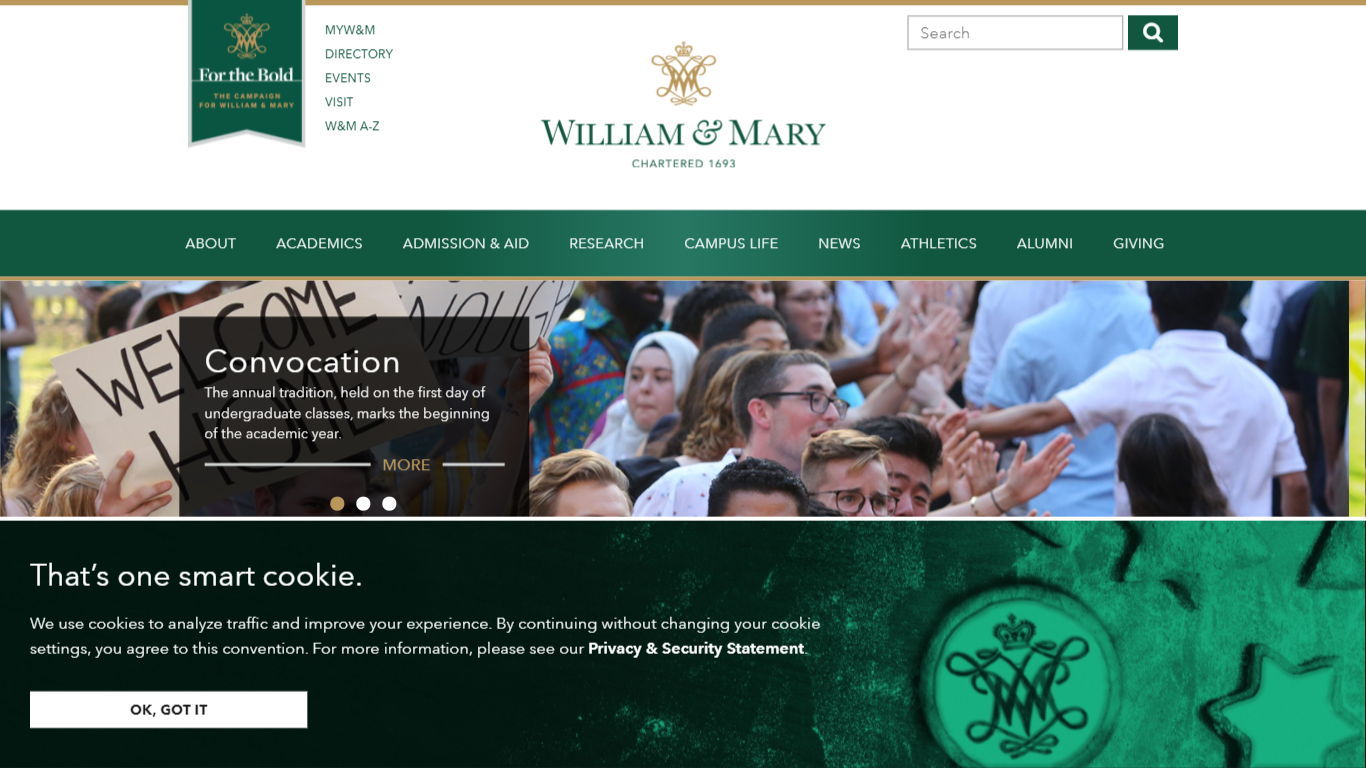 For the Bold
THE CAMPAIGN
FOR WILLIAM & MARY
MYW&M
DIRECTORY
EVENTS
VISIT
W&M A-Z
WILLIAM & MARY
CHARTERED 1693
Search
ABOUT ACADEMICS ADMISSION & AID RESEARCH CAMPUS LIFE NEWS ATHLETICS ALUMNI GIVING
WELCOME
HOME
NOUGH
Convocation
The annual tradition, held on the first day of
undergraduate classes, marks the beginning
of the academic year.
MORE
That's one smart cookie.
We use cookies to analyze traffic and improve your experience. By continuing without changing your cookie
settings, you agree to this convention. For more information, please see our Privacy & Security Statement.
OK, GOT IT